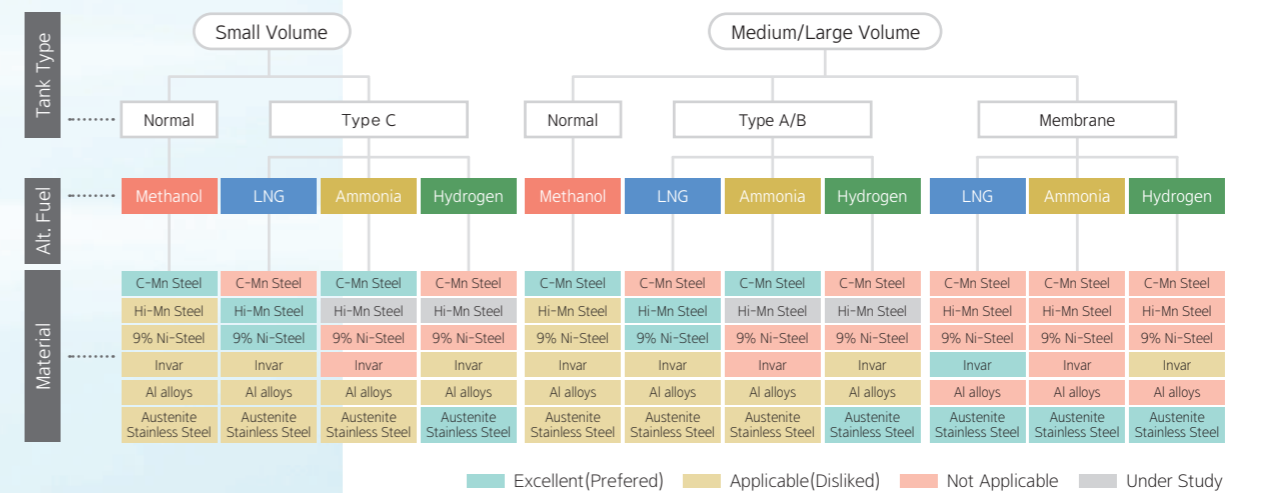 Tank Type
Small Volume
Medium/Large Volume
Normal
Type C
Normal
Type A/B
Membrane
Alt. Fuel
Methanol
LNG
Ammonia
Hydrogen
Methanol
LNG
Ammonia
Hydrogen
LNG
Ammonia
Hydrogen
Material
C-Mn Steel C-Mn Steel C-Mn Steel C-Mn Steel C-Mn Steel C-Mn Steel C-Mn Steel C-Mn Steel C-Mn Steel C-Mn Steel C-Mn Steel
Hi-Mn Steel Hi-Mn Steel Hi-Mn Steel Hi-Mn Steel Hi-Mn Steel Hi-Mn Steel Hi-Mn Steel Hi-Mn Steel Hi-Mn Steel Hi-Mn Steel Hi-Mn Steel
9% Ni-Steel 9% Ni-Steel 9% Ni-Steel 9% Ni-Steel 9% Ni-Steel 9% Ni-Steel 9% Ni-Steel 9% Ni-Steel 9% Ni-Steel 9% Ni-Steel 9% Ni-Steel
Invar Invar Invar Invar Invar Invar Invar Invar Invar Invar Invar
Al alloys Al alloys Al alloys Al alloys Al alloys Al alloys Al alloys Al alloys Al alloys Al alloys Al alloys
Austenite Austenite Austenite Austenite Austenite Austenite Austenite Austenite Austenite Austenite Austenite
Stainless Steel Stainless Steel Stainless Steel Stainless Steel Stainless Steel Stainless Steel Stainless Steel Stainless Steel Stainless Steel Stainless Steel Stainless Steel
Excellent(Prefered)
Applicable(Disliked)
Not Applicable
Under Study